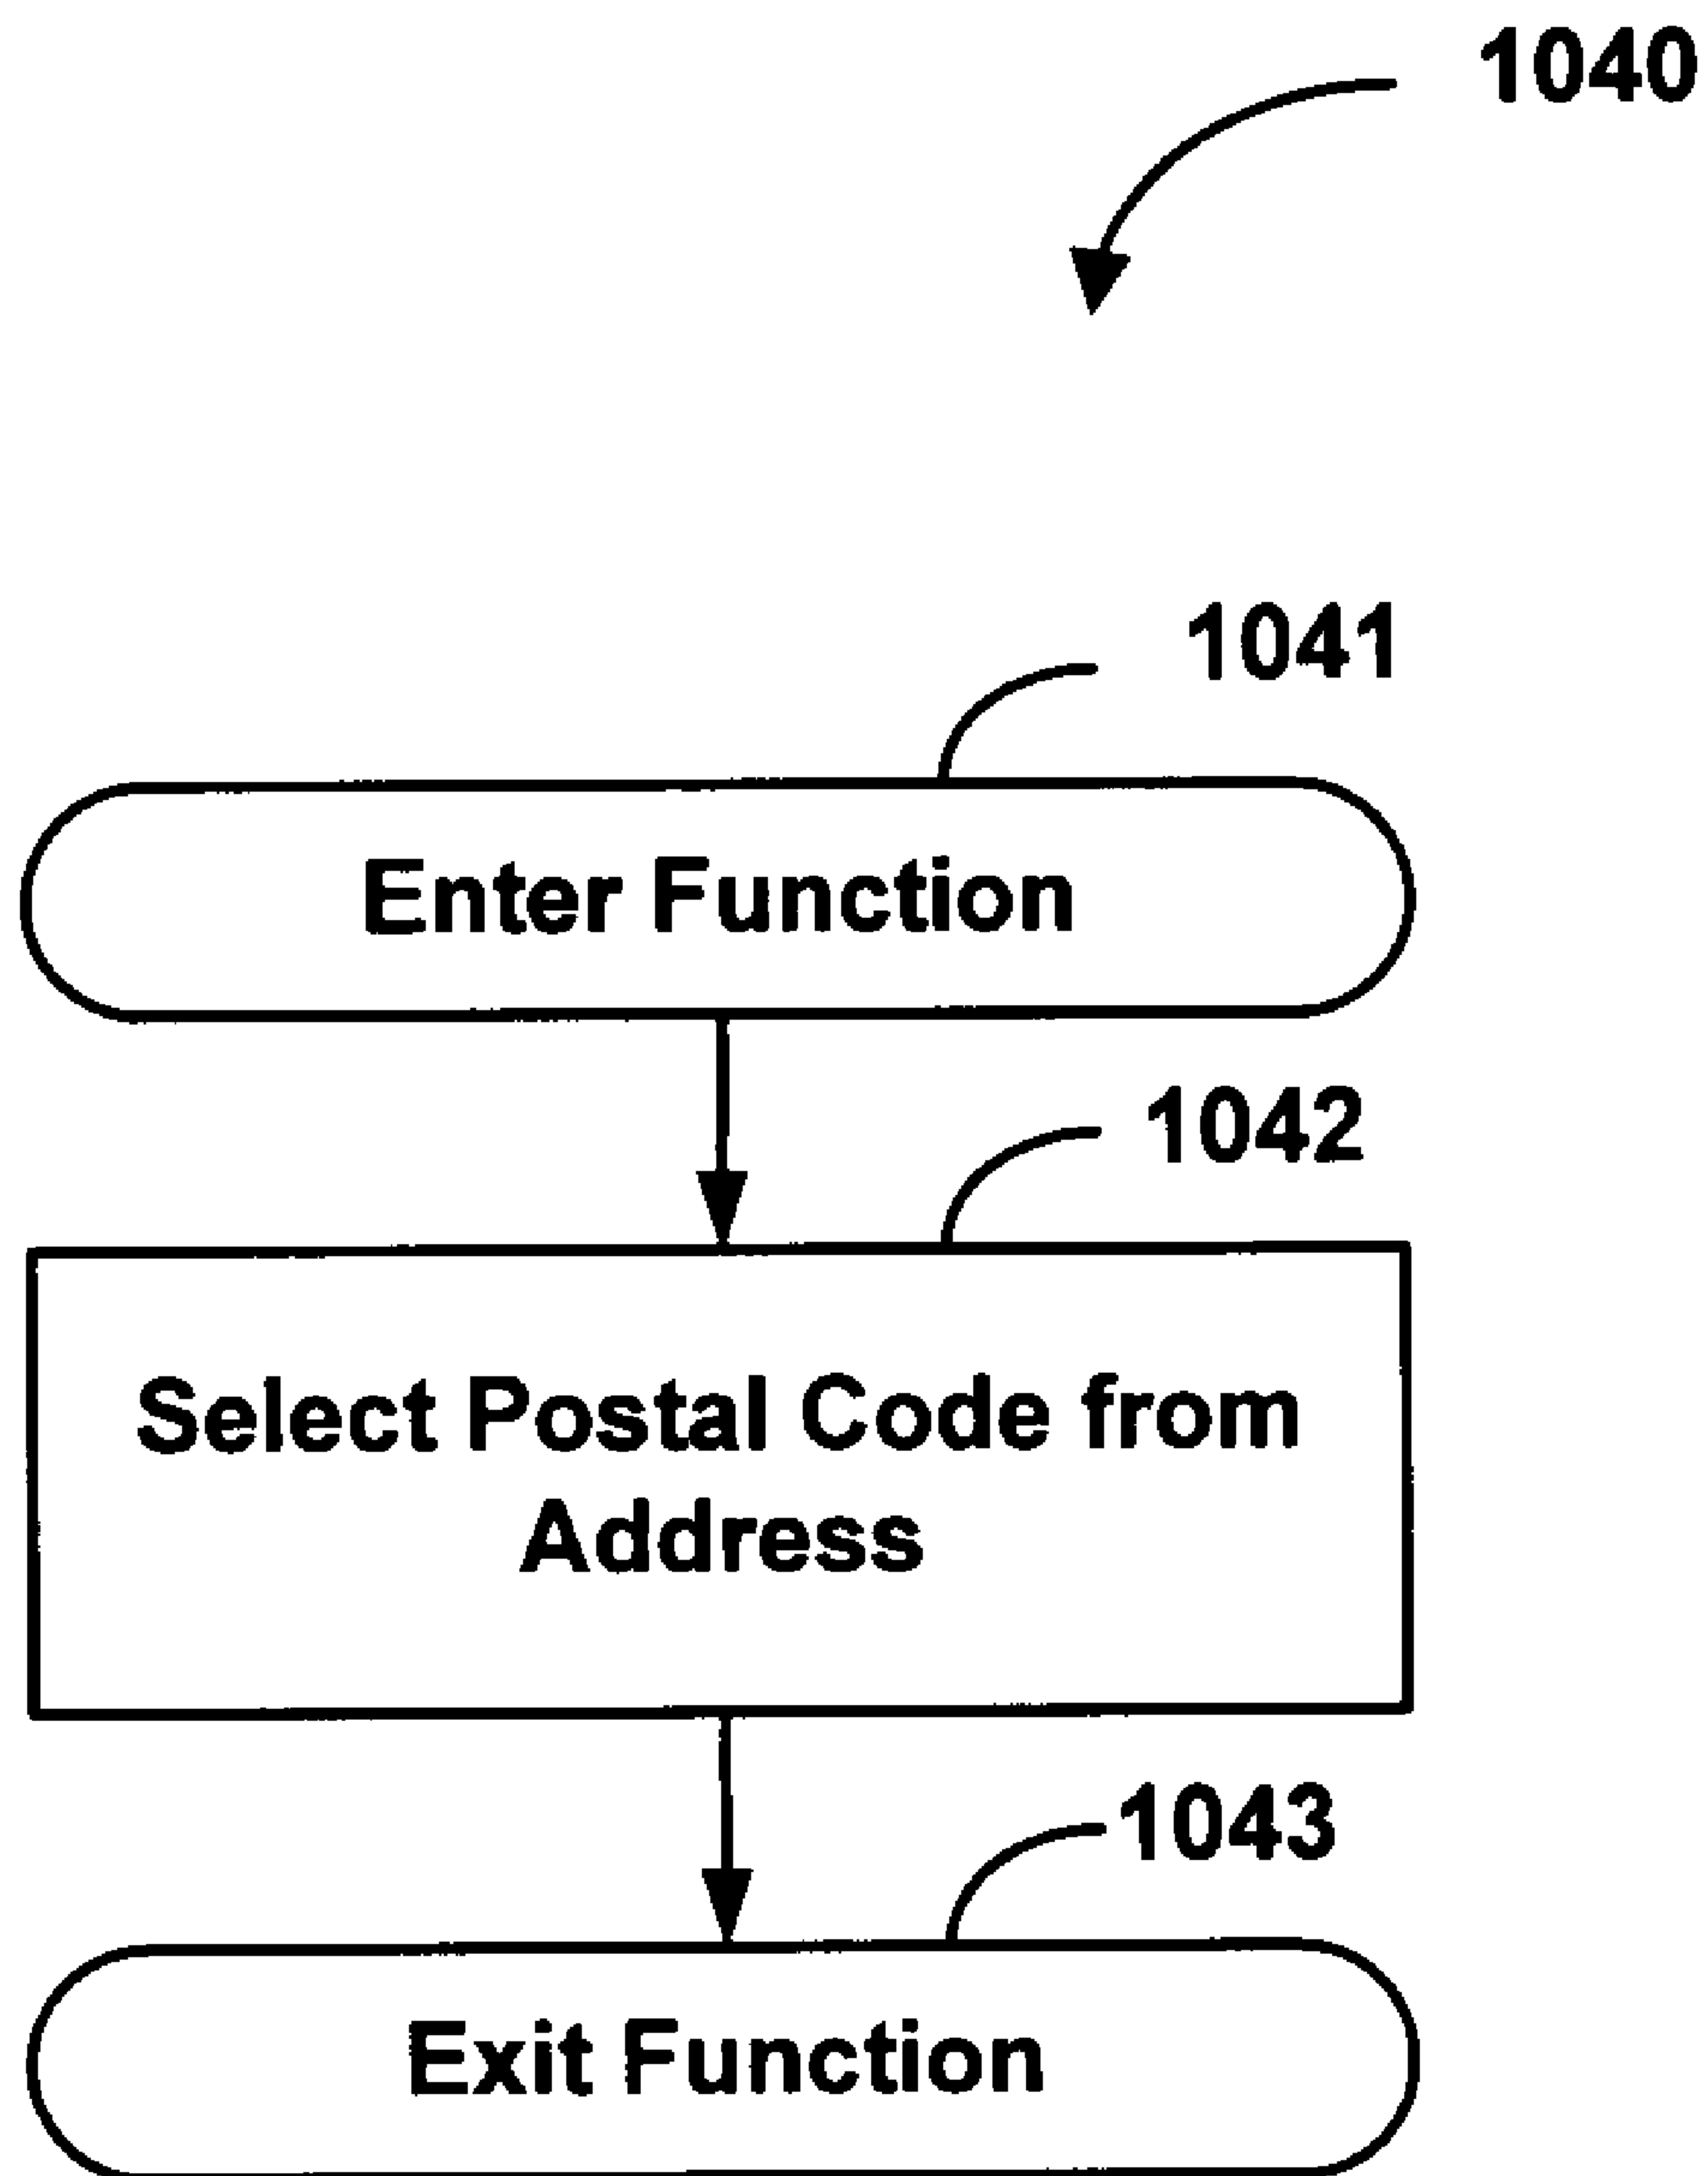 1040
1041
Enter Function
1042
Select Postal Code from
Address
1043
Exit Function